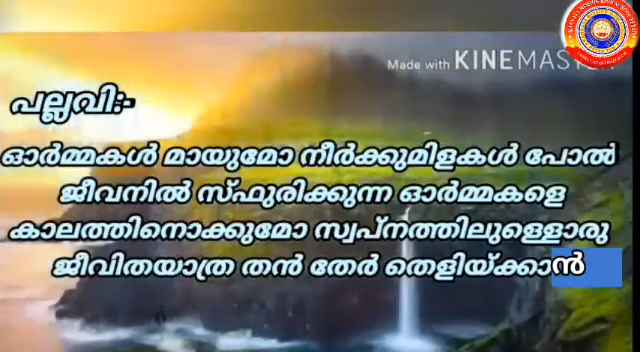 Made with KINEMASTER
പല്ലവി:-
ഓർമ്മകൾ മായുമോ നീർക്കുമിളകൾ പോൽ
ജീവനിൽ സ്ഫുരിക്കുന്ന ഓർമ്മകളെ
കാലത്തിനൊക്കുമോ സ്വപ്നത്തിലുള്ളൊരു
ജീവിതയാത്ര തൻ തേർ തെളിയ്ക്കാൻ